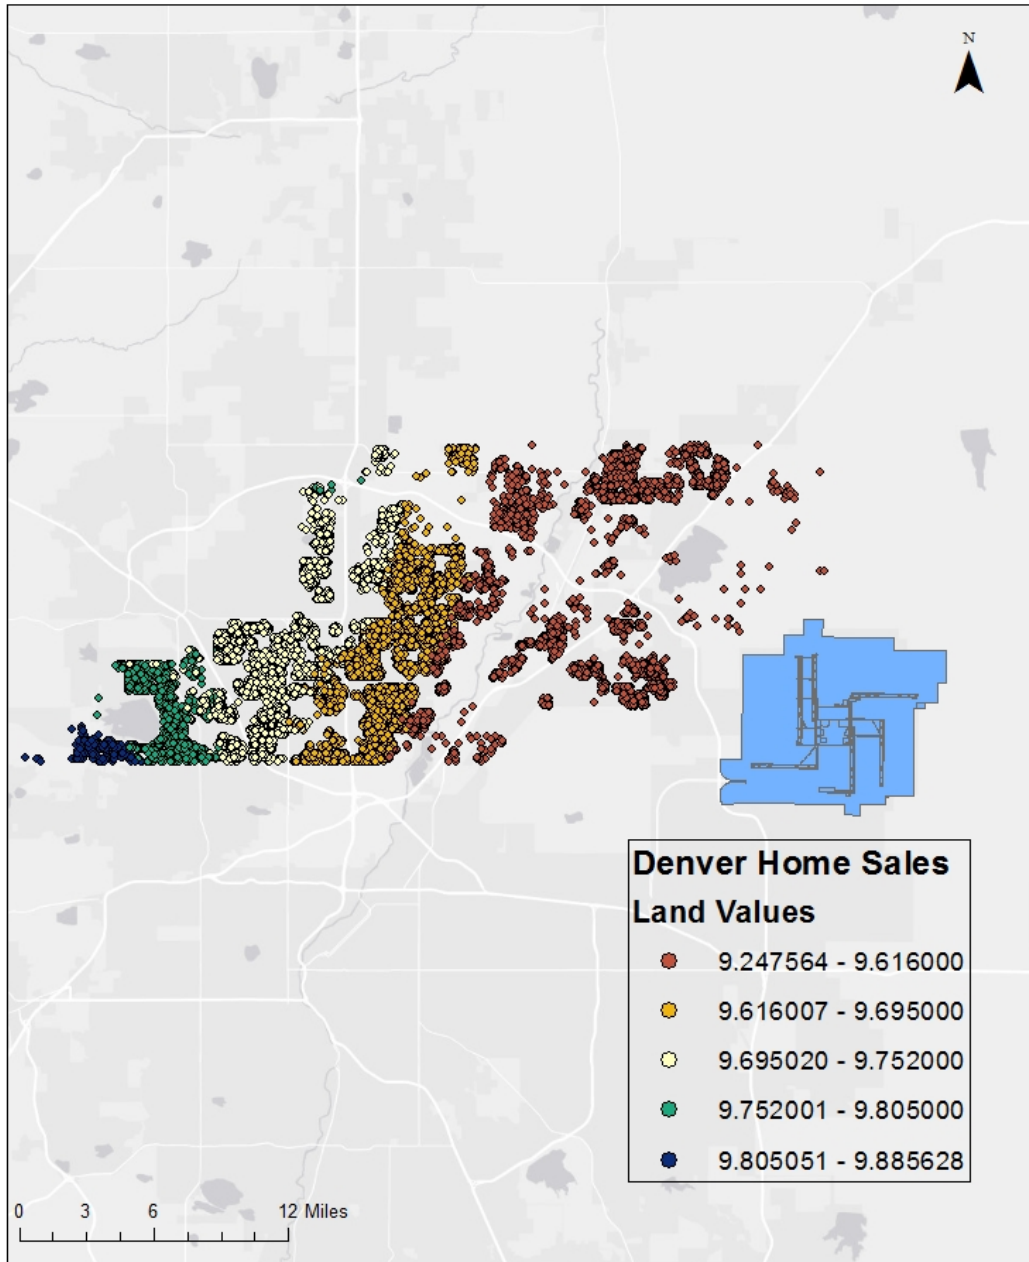 N
Denver Home Sales
Land Values
9.247564 - 9.616000
9.616007 - 9.695000
9.695020 - 9.752000
9.752001 - 9.805000
9.805051 - 9.885628
0 3 6 12 Miles